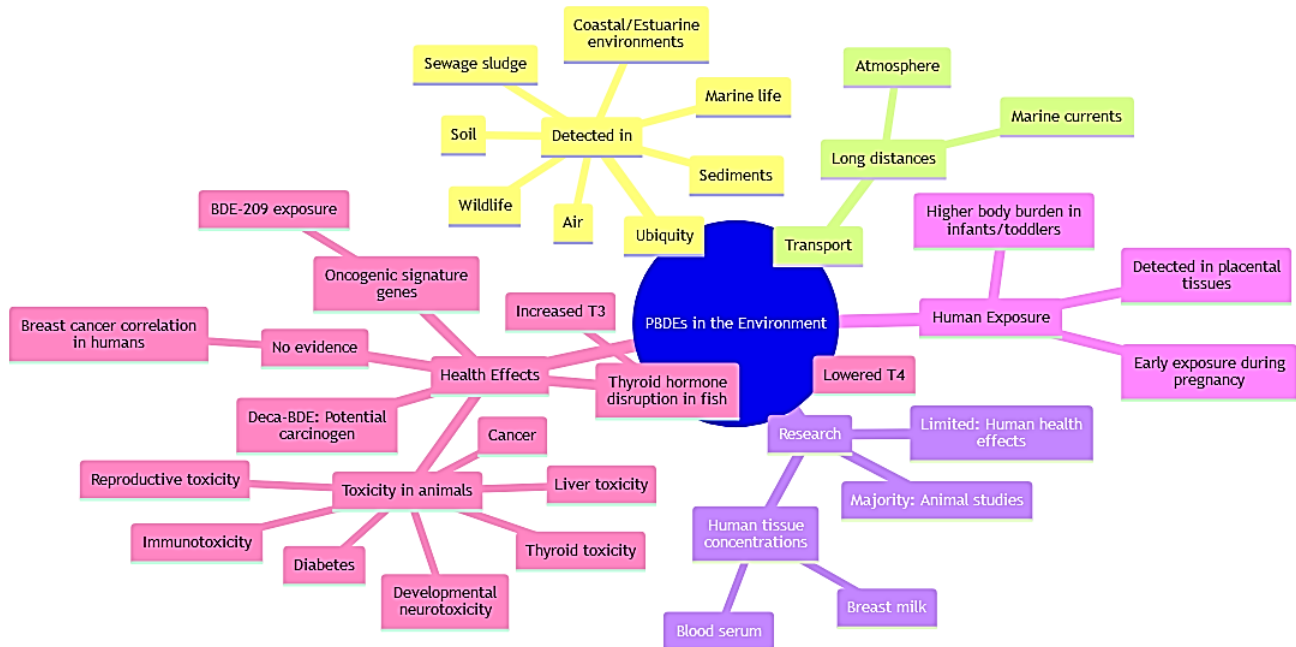 Coastal/Estuarine
environments
Sewage sludge
Atmosphere
Marine life
Marine currents
Soil
Detected in
Long distances
Sediments
Wildlife
Air
Ubiquity
Transport
BDE-209 exposure
Higher body burden in
infants/toddlers
Oncogenic signature
genes
Detected in placental
tissues
Increased T3
PBDEs in the Environment
Human Exposure
Breast cancer correlation
in humans
No evidence
Health Effects
Thyroid hormone
disruption in fish
Lowered T4
Early exposure during
pregnancy
Deca-BDE: Potential
carcinogen
Cancer
Research
Limited: Human health
effects
Reproductive toxicity
Toxicity in animals
Liver toxicity
Majority: Animal studies
Immunotoxicity
Diabetes
Developmental
neurotoxicity
Thyroid toxicity
Human tissue
concentrations
Blood serum
Breast milk